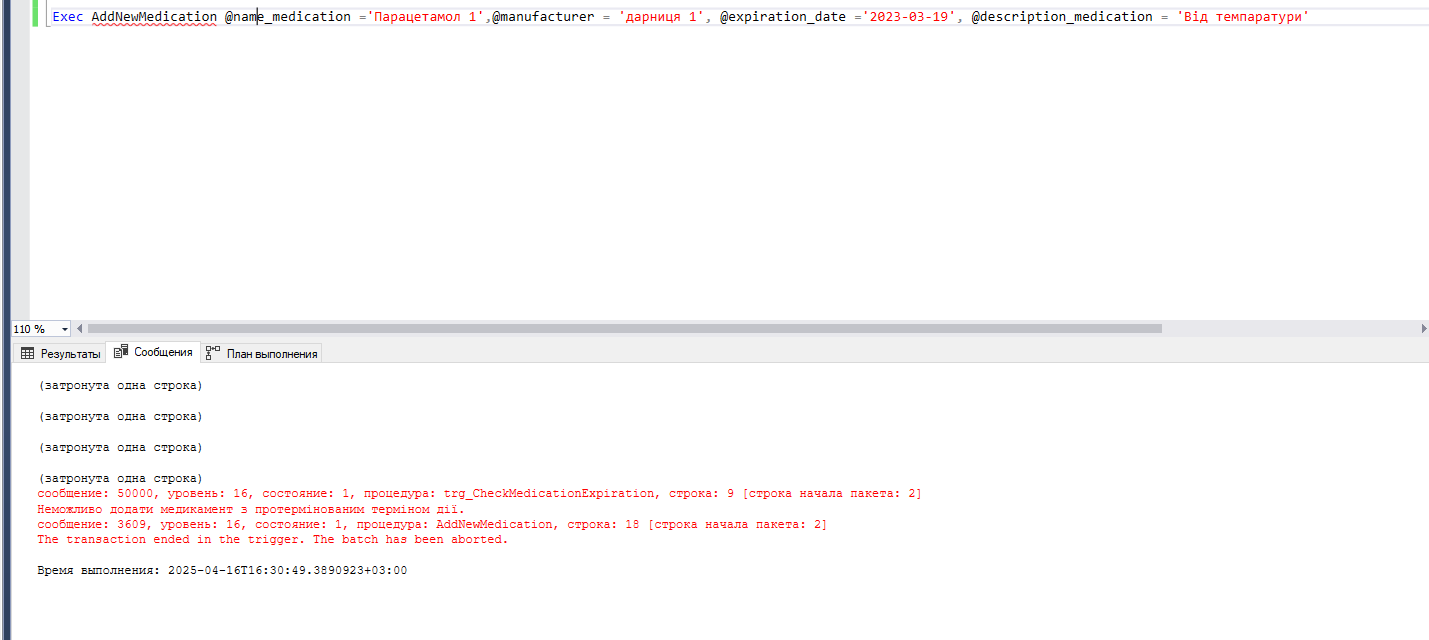 Exec AddNewMedication @name_medication ='Парацетамол 1',@manufacturer = 'дарниця 1', @expiration_date ='2023-03-19', @description_medication = 'Від темпаратури'
110 %
Результаты Сообщения План выполнения
(затронута одна строка)
(затронута одна строка)
(затронута одна строка)
(затронута одна строка)
сообщение: 50000, уровень: 16, состояние: 1, процедура: trg_CheckMedicationExpiration, строка: 9 [строка начала пакета: 2]
Неможливо додати медикамент з протермінованим терміном дії.
сообщение: 3609, уровень: 16, состояние: 1, процедура: AddNewMedication, строка: 18 [строка начала пакета: 2]
The transaction ended in the trigger. The batch has been aborted.
Время выполнения: 2025-04-16T16:30:49.3890923+03:00